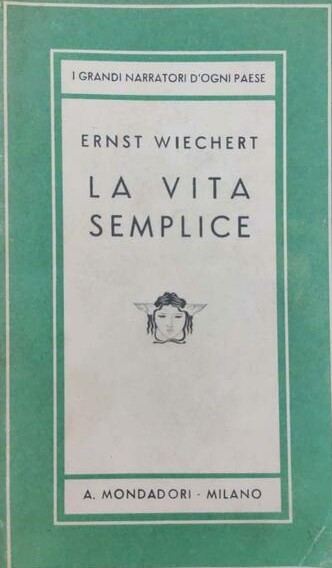 I GRANDI NARRATORI D'OGNI PAESE
ERNST WIECHERT
LA VITA
SEMPLICE
A. MONDADORI - MILANO